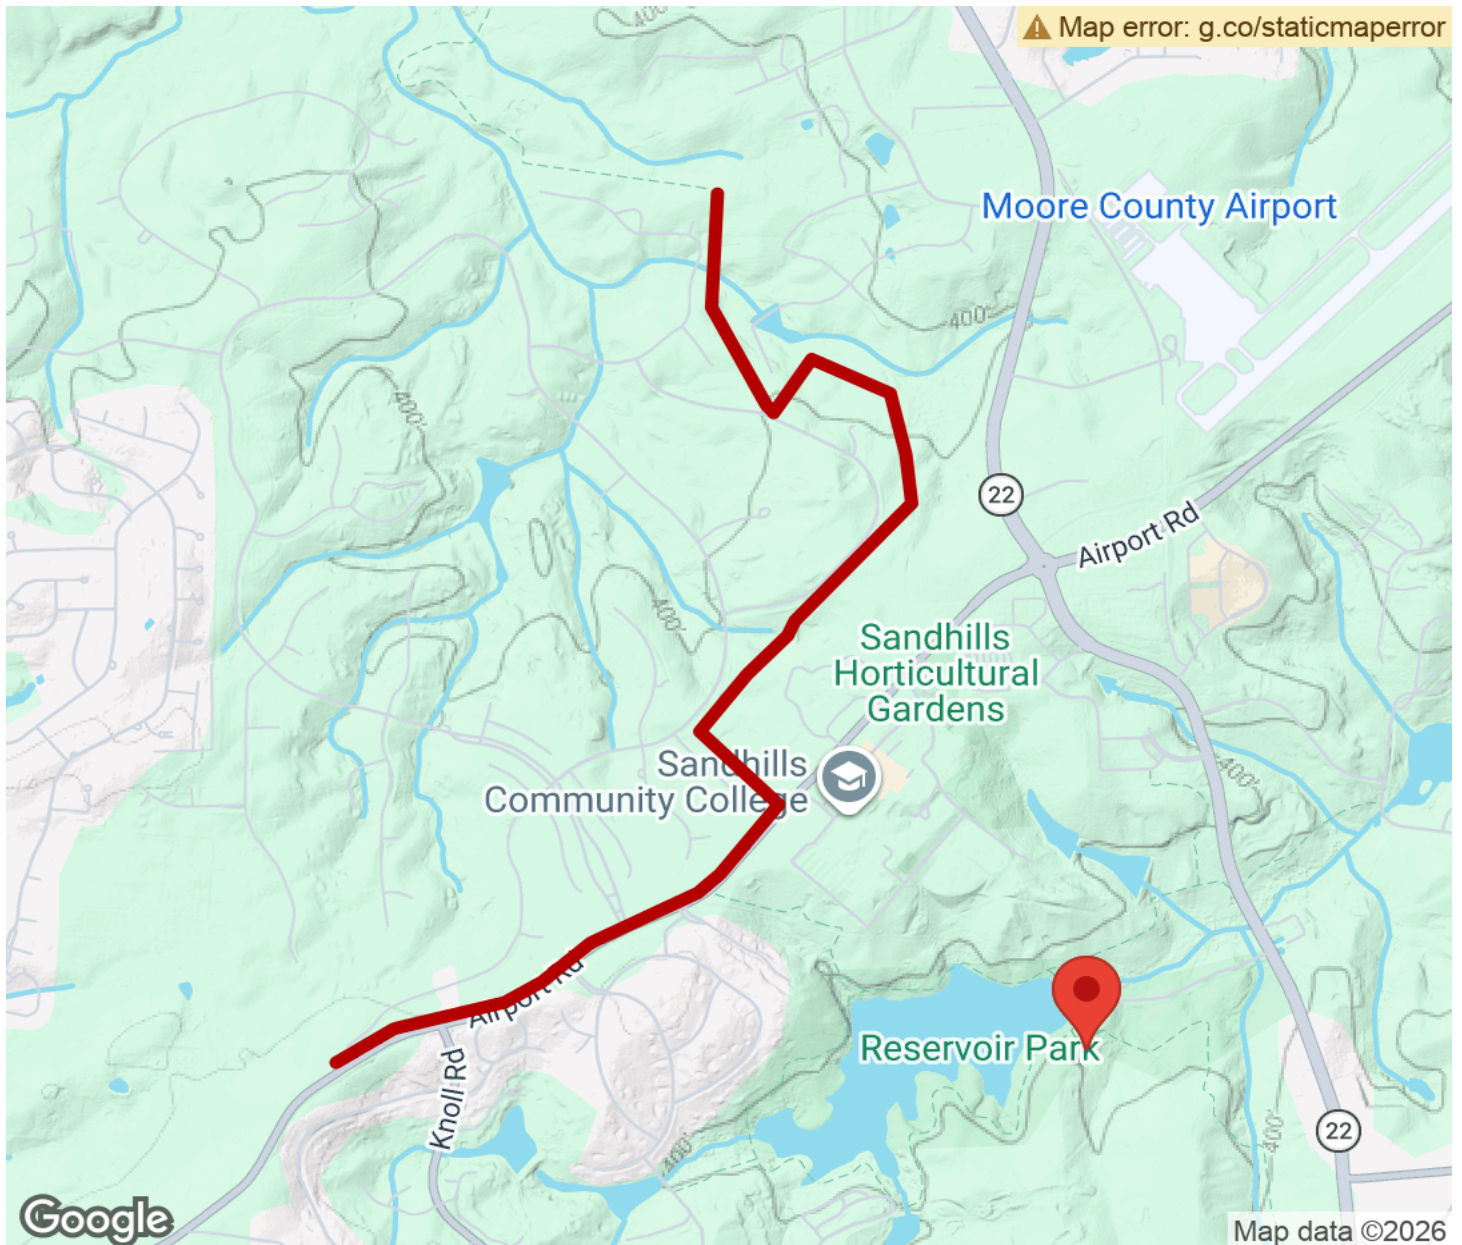 400'
Map error: g.co/staticmaperror
Moore County Airport
400'
400'
22
Airport Rd
400'
Sandhills
Horticultural
Gardens
Sandhills
Community College
400'
Airport Rd
Reservoir Park
Knoll Rd
400'
400'
22
Google
Map data ©2026